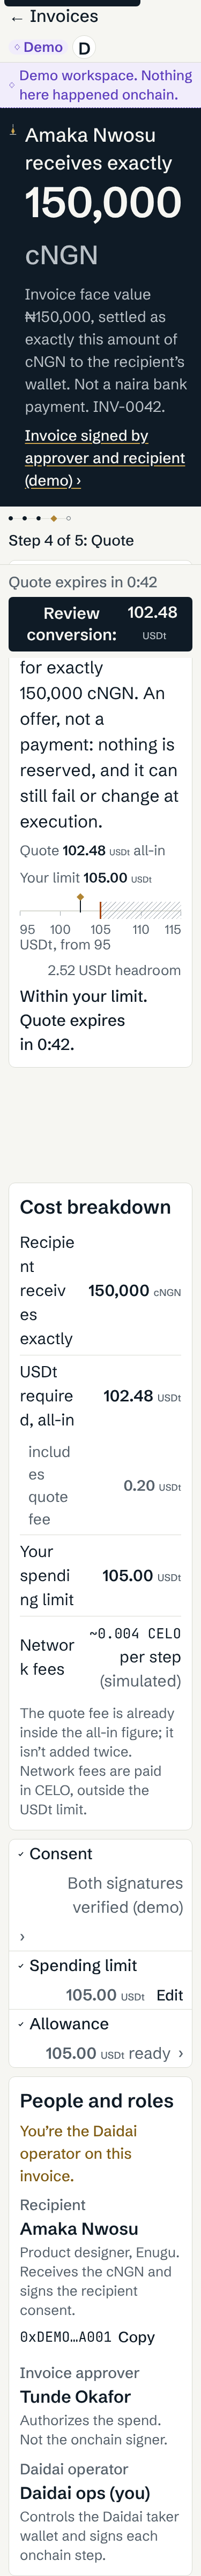 ← Invoices
Demo D
Demo workspace. Nothing
here happened onchain.
Amaka Nwosu
receives exactly
150,000
cNGN
Invoice face value
₦150,000, settled as
exactly this amount of
cNGN to the recipient's
wallet. Not a naira bank
payment. INV-0042.
Invoice signed by
approver and recipient
(demo) ›
Step 4 of 5: Quote
Quote expires in 0:42
Review
conversion:
102.48
USDt
for exactly
150,000 cNGN. An
offer, not a
payment: nothing is
reserved, and it can
still fail or change at
execution.
Quote 102.48 USDt all-in
Your limit 105.00 USDt
95 100 105 110 115
USDt, from 95
2.52 USDt headroom
Within your limit.
Quote expires
in 0:42.
Cost breakdown
Recipie
nt
receiv
es
exactly
150,000 cNGN
USDt
require
d, all-in
102.48 USDt
includ
es
quote
fee
0.20 USDt
Your
spendi
ng limit
105.00 USDt
Networ
k fees
~0.004 CELO
per step
(simulated)
The quote fee is already
inside the all-in figure; it
isn't added twice.
Network fees are paid
in CELO, outside the
USDt limit.
✓ Consent
Both signatures
verified (demo)
›
✓ Spending limit
105.00 USDt Edit
✓ Allowance
105.00 USDt ready ›
People and roles
You're the Daidai
operator on this
invoice.
Recipient
Amaka Nwosu
Product designer, Enugu.
Receives the cNGN and
signs the recipient
consent.
0xDEMO…A001 Copy
Invoice approver
Tunde Okafor
Authorizes the spend.
Not the onchain signer.
Daidai operator
Daidai ops (you)
Controls the Daidai taker
wallet and signs each
onchain step.